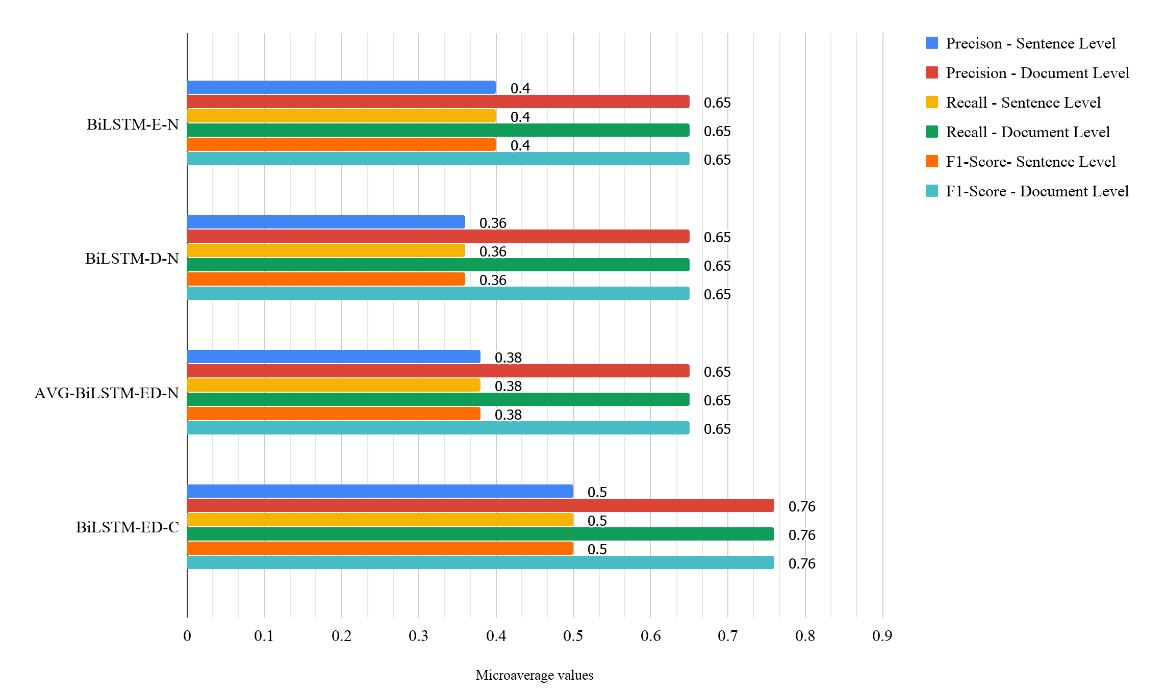 Precison - Sentence Level
Precision - Document Level
Recall - Sentence Level
Recall - Document Level
F1-Score- Sentence Level
F1-Score - Document Level
BiLSTM-E-N
0.4
0.65
0.4
0.65
0.4
0.65
BiLSTM-D-N
0.36
0.65
0.36
0.65
0.36
0.65
AVG-BiLSTM-ED-N
0.38
0.65
0.38
0.65
0.38
0.65
BiLSTM-ED-C
0.5
0.76
0.5
0.76
0.5
0.76
0 0.1 0.2 0.3 0.4 0.5 0.6 0.7 0.8 0.9
Microaverage values